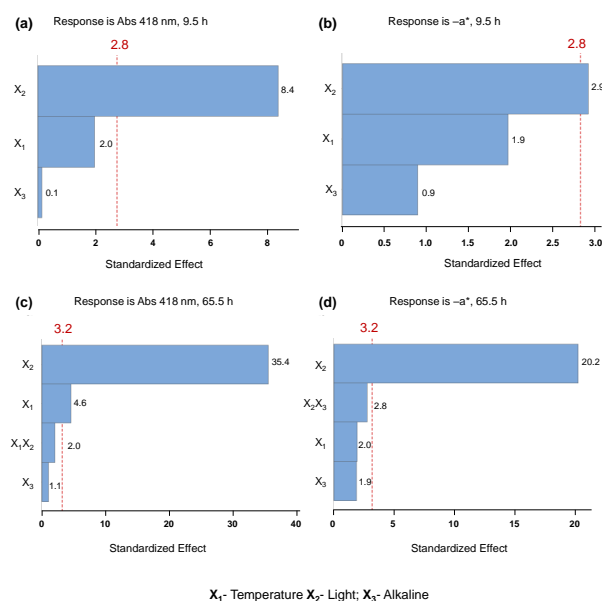 (a) Response is Abs 418 nm, 9.5 h
2.8
X₂ 8.4
X₁ 2.0
X₃ 0.1
0 2 4 6 8
Standardized Effect
(b) Response is –a*, 9.5 h
2.8
X₂ 2.9
X₁ 1.9
X₃ 0.9
0 0.5 1.0 1.5 2.0 2.5 3.0
Standardized Effect
(c) Response is Abs 418 nm, 65.5 h
3.2
X₂ 35.4
X₁ 4.6
X₁X₂ 2.0
X₃ 1.1
0 10 20 30 40
Standardized Effect
(d) Response is –a*, 65.5 h
3.2
X₂ 20.2
X₂X₃ 2.8
X₁ 2.0
X₃ 1.9
0 5 10 15 20
Standardized Effect
X₁- Temperature X₂- Light; X₃- Alkaline